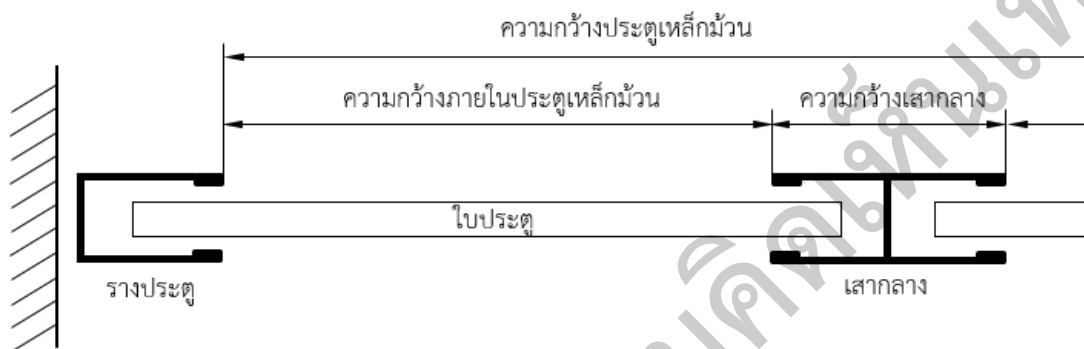 ความกว้างประตูเหล็กม้วน
ความกว้างภายในประตูเหล็กม้วน
ความกว้างเสากลาง
ใบประตู
รางประตู
เสากลาง